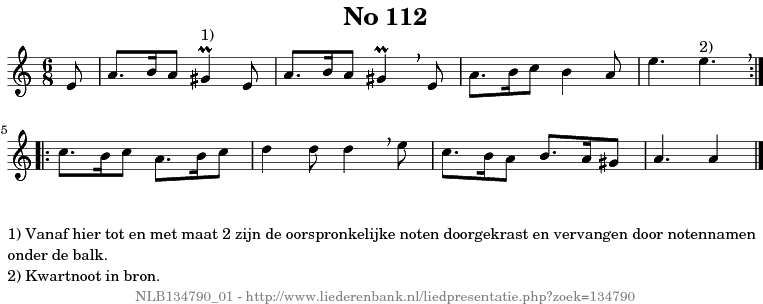 No 112
1)
2)
6
8
5
1) Vanaf hier tot en met maat 2 zijn de oorspronkelijke noten doorgekrast en vervangen door notennamen
onder de balk.
2) Kwartnoot in bron.
NLB134790_01 - http://www.liederenbank.nl/liedpresentatie.php?zoek=134790